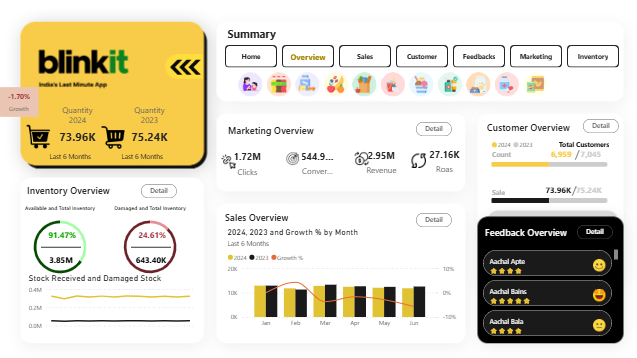 blinkit
India's Last Minute App
-1.70%
Growth
Quantity
2024
Quantity
2023
73.96K
75.24K
Last 6 Months
Last 6 Months
Summary
Home
Overview
Sales
Customer
Feedbacks
Marketing
Inventory
Marketing Overview
Detail
1.72M
Clicks
544.9...
Conver...
2.95M
Revenue
27.16K
Roas
Customer Overview
Detail
2024
2023
Total Customers
Count
6,959 / 7,045
Sale
73.96K/75.24K
Inventory Overview
Detail
Available and Total Inventory
Damaged and Total Inventory
91.47%
3.85M
24.61%
643.40K
Stock Received and Damaged Stock
0.4M
0.2M
0.0M
Sales Overview
Detail
2024, 2023 and Growth % by Month
Last 6 Months
2024
2023
Growth %
20K
10K
0K
10%
0%
-10%
Jan
Feb
Mar
Apr
May
Jun
Feedback Overview
Detail
Aachal Apte
Aachal Bains
Aachal Bala